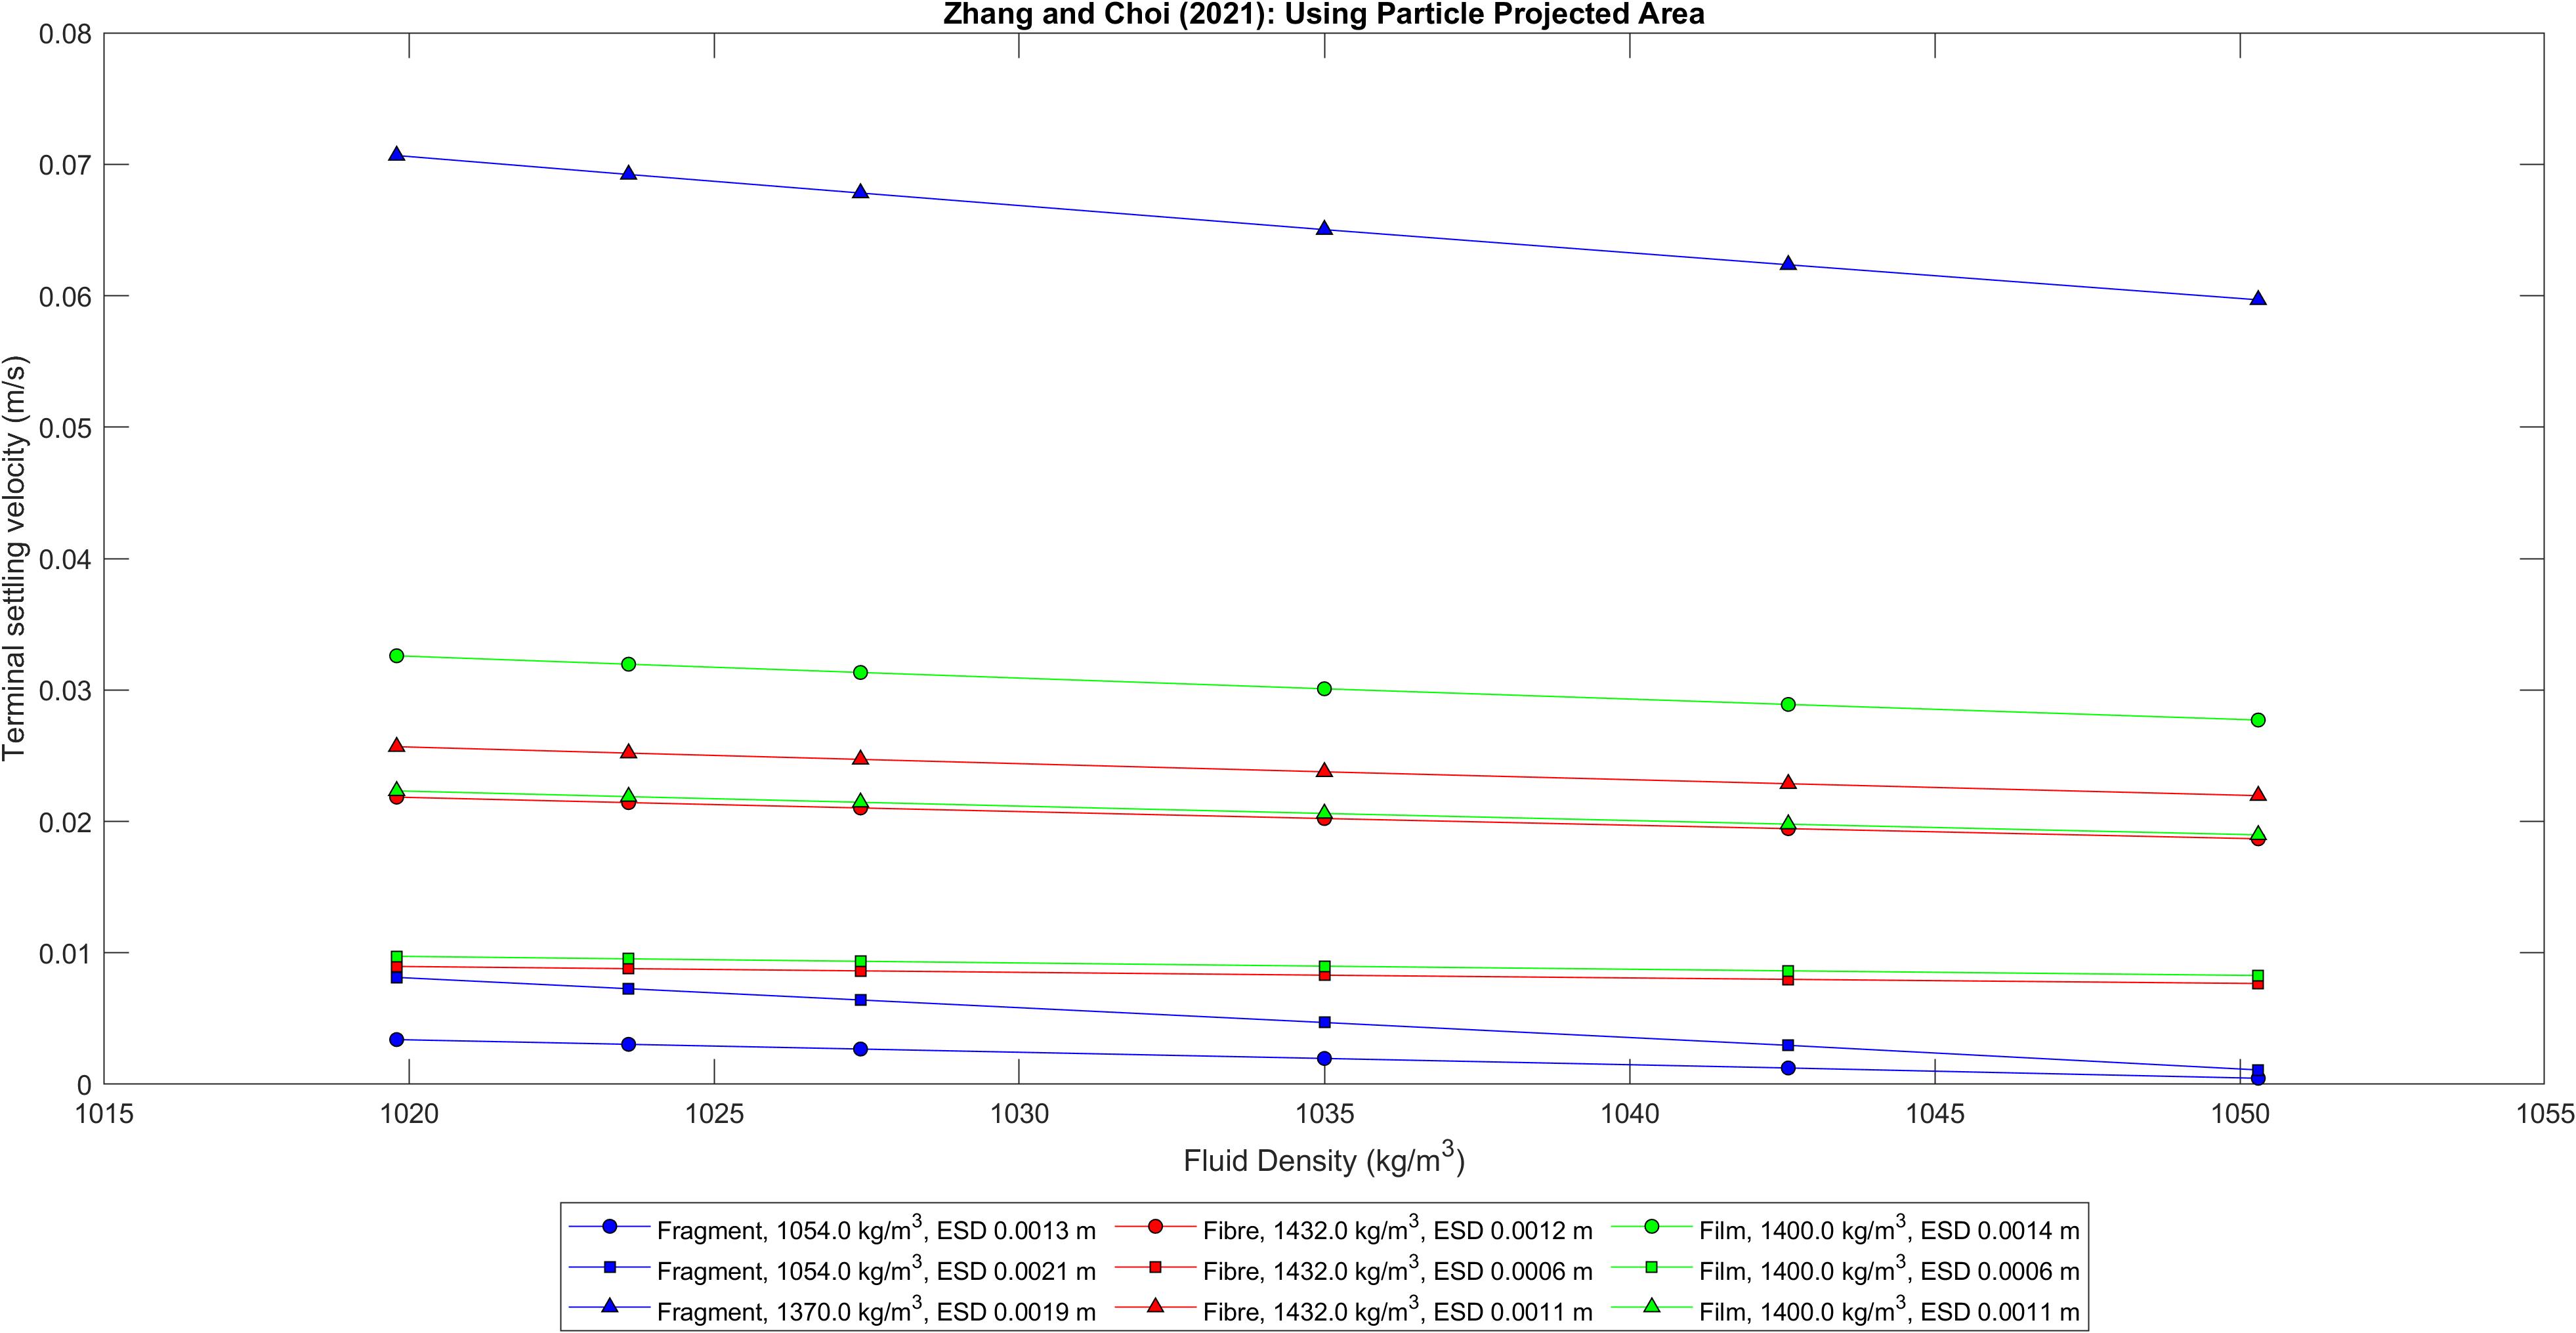 Zhang and Choi (2021): Using Particle Projected Area
Terminal settling velocity (m/s)
0.08
0.07
0.06
0.05
0.04
0.03
0.02
0.01
0
1015 1020 1025 1030 1035 1040 1045 1050 1055
Fluid Density (kg/m³)
Fragment, 1054.0 kg/m³, ESD 0.0013 m Fibre, 1432.0 kg/m³, ESD 0.0012 m Film, 1400.0 kg/m³, ESD 0.0014 m
Fragment, 1054.0 kg/m³, ESD 0.0021 m Fibre, 1432.0 kg/m³, ESD 0.0006 m Film, 1400.0 kg/m³, ESD 0.0006 m
Fragment, 1370.0 kg/m³, ESD 0.0019 m Fibre, 1432.0 kg/m³, ESD 0.0011 m Film, 1400.0 kg/m³, ESD 0.0011 m